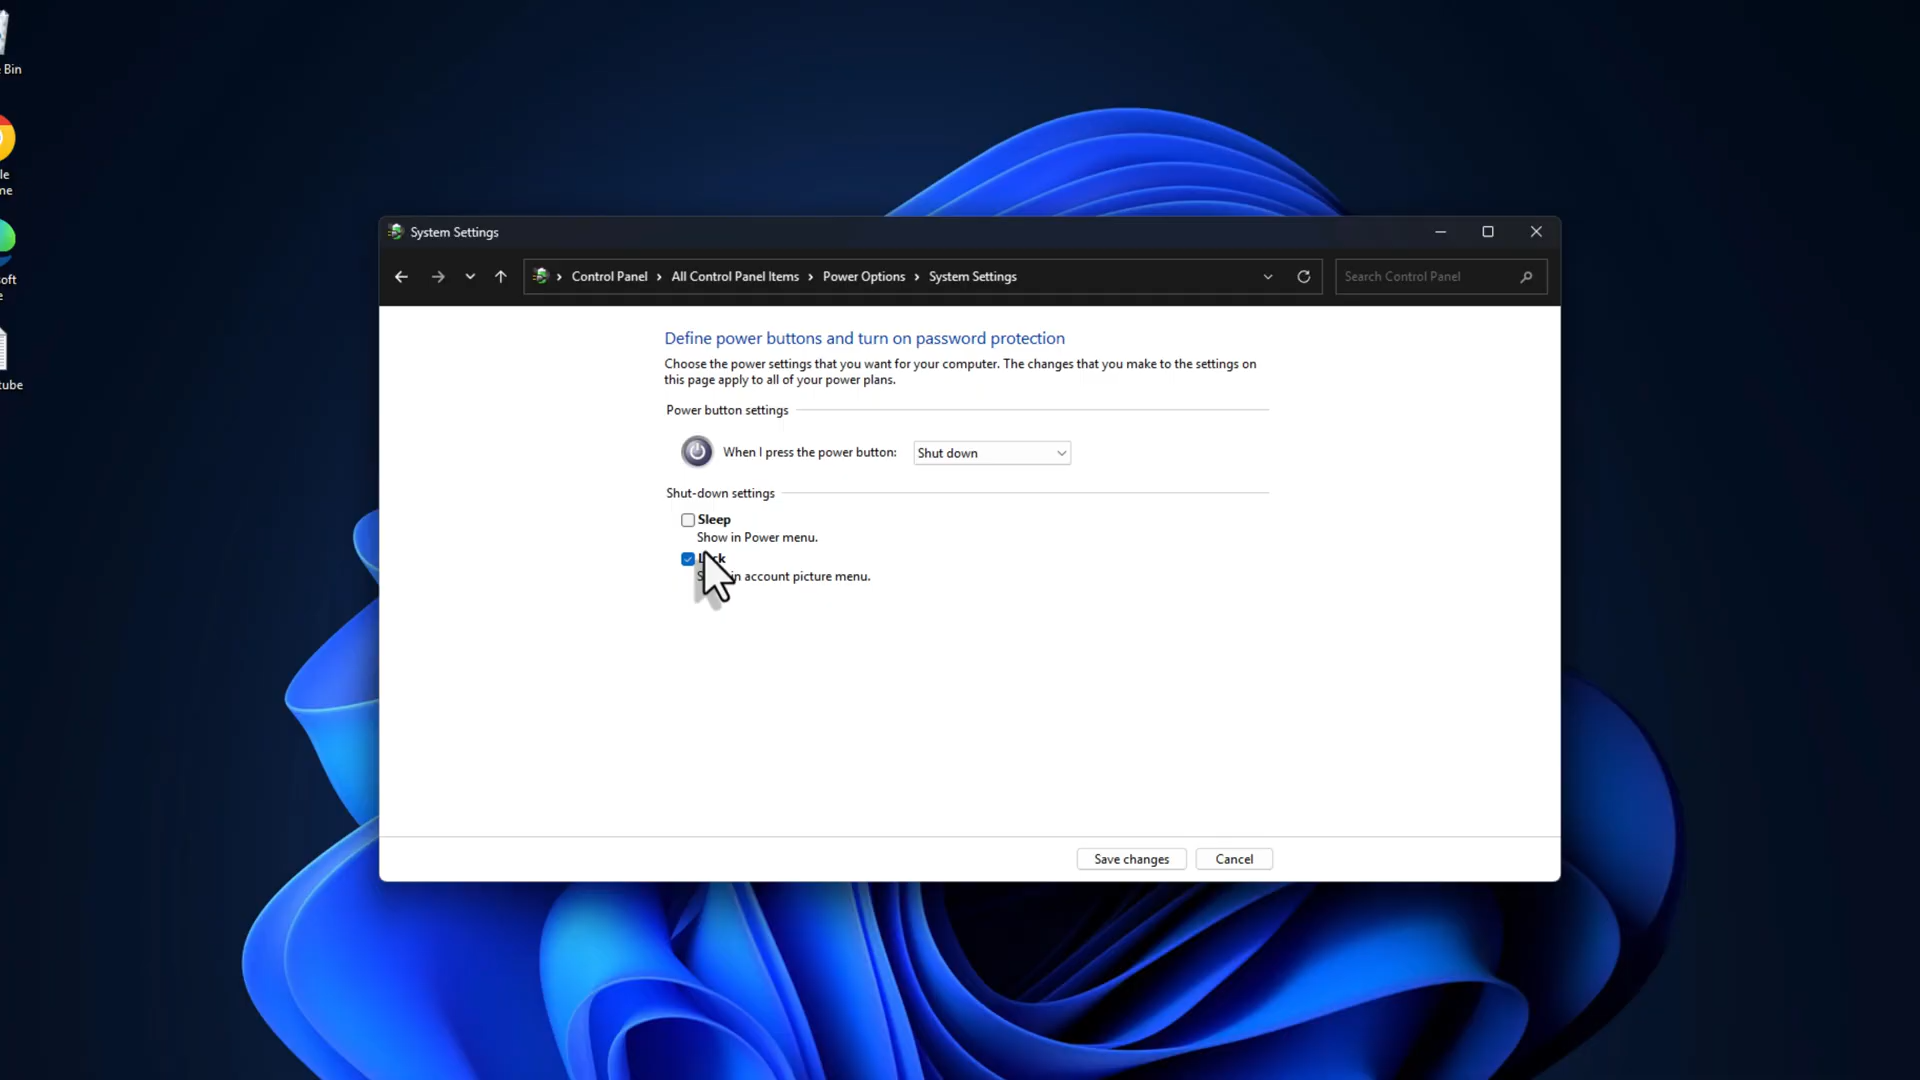 Bin
le
me
soft
e
tube
System Settings
Control Panel > All Control Panel Items > Power Options > System Settings
Search Control Panel
Define power buttons and turn on password protection
Choose the power settings that you want for your computer. The changes that you make to the settings on
this page apply to all of your power plans.
Power button settings
When I press the power button: Shut down
Shut-down settings
Sleep
Show in Power menu.
account picture menu.
Save changes Cancel